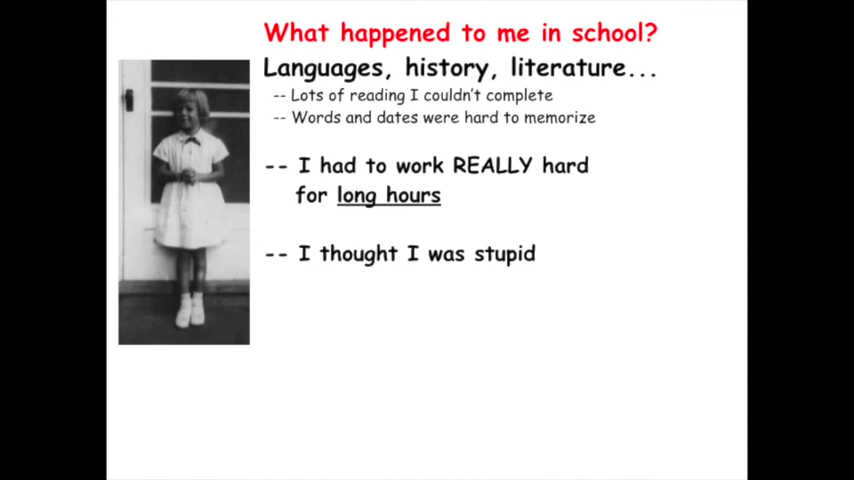 What happened to me in school?
Languages, history, literature...
-- Lots of reading I couldn't complete
-- Words and dates were hard to memorize
-- I had to work REALLY hard
for long hours
-- I thought I was stupid